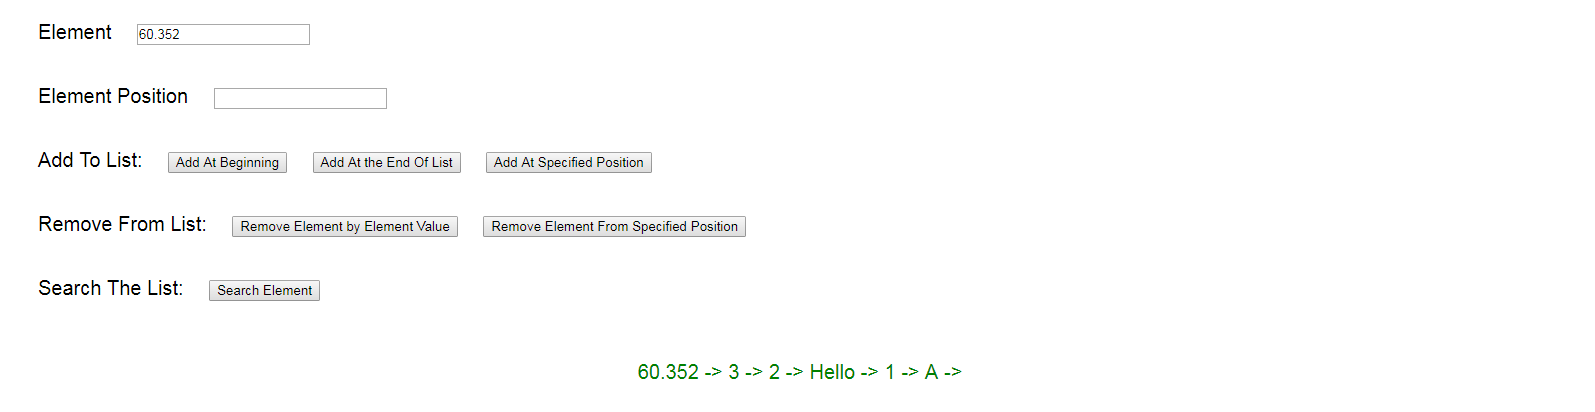 Element 60.352
Element Position
Add To List: Add At Beginning Add At the End Of List Add At Specified Position
Remove From List: Remove Element by Element Value Remove Element From Specified Position
Search The List: Search Element
60.352 -> 3 -> 2 -> Hello -> 1 -> A ->